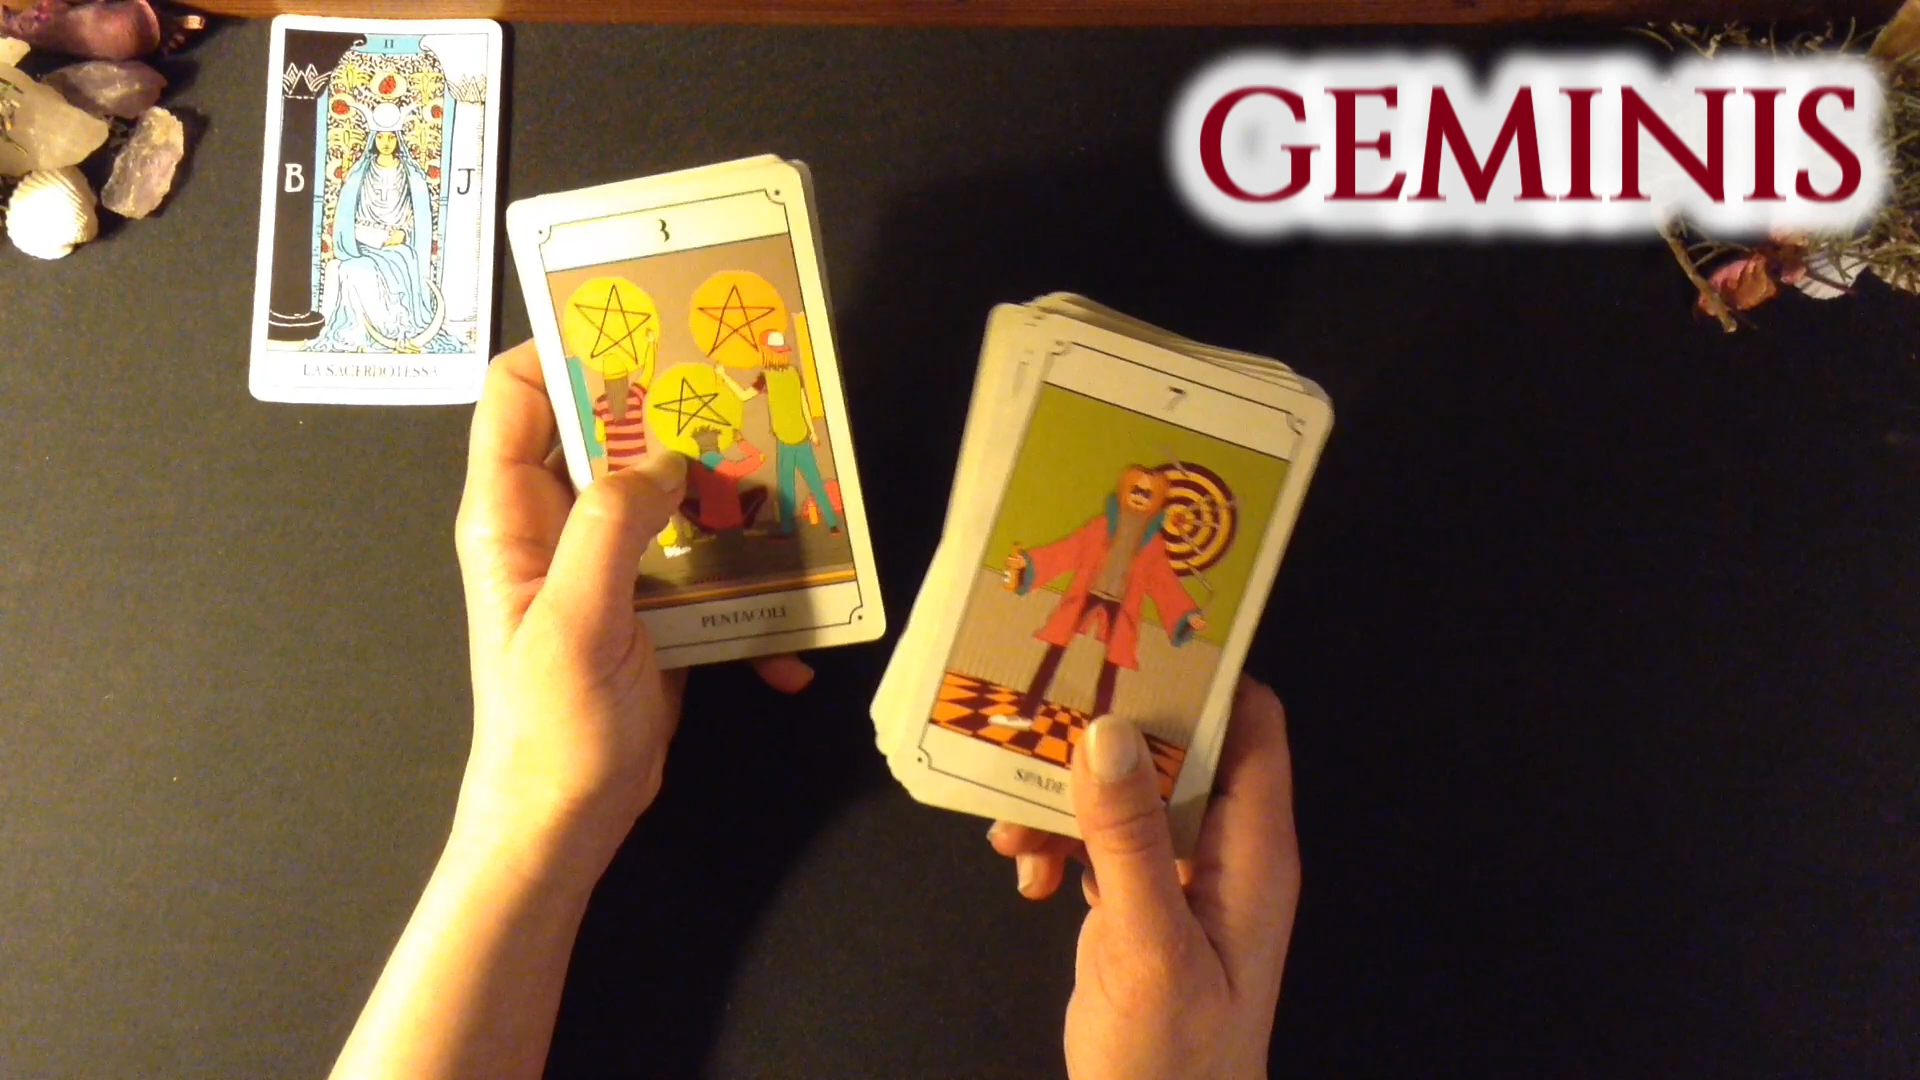 GEMINIS
II
B
J
LA SACERDOTESSA
3
PENTACOLI
7
SPADE